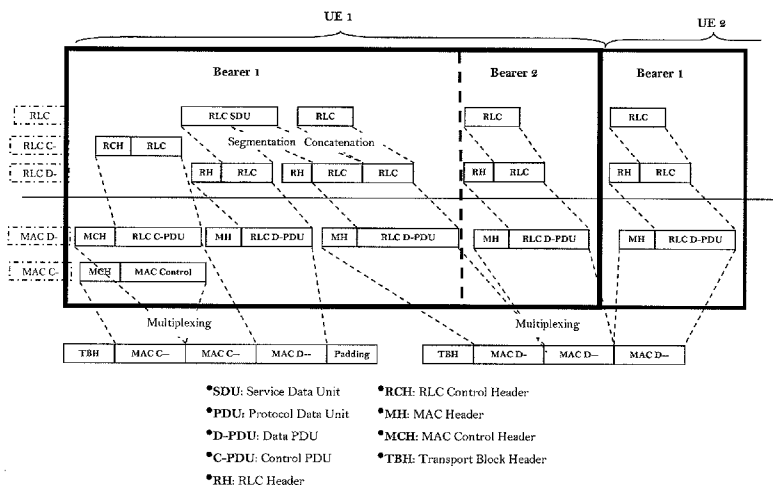 UE 1
UE 2
Bearer 1
Bearer 2
Bearer 1
RLC
RLC SDU
RLC
RLC
RLC
Segmentation Concatenation
RLC C-
RCH RLC
RLC D-
RH RLC
RH RLC RLC
RH RLC
RH RLC
MAC D-
MCH RLC C-PDU
MH RLC D-PDU
MH RLC D-PDU
MH RLC D-PDU
MH RLC D-PDU
MAC C-
MCH MAC Control
Multiplexing
Multiplexing
TBH MAC C-- MAC C-- MAC D-- Padding
TBH MAC D- MAC D-- MAC D--
•SDU: Service Data Unit
•PDU: Protocol Data Unit
•D-PDU: Data PDU
•C-PDU: Control PDU
•RH: RLC Header
•RCH: RLC Control Header
•MH: MAC Header
•MCH: MAC Control Header
•TBH: Transport Block Header